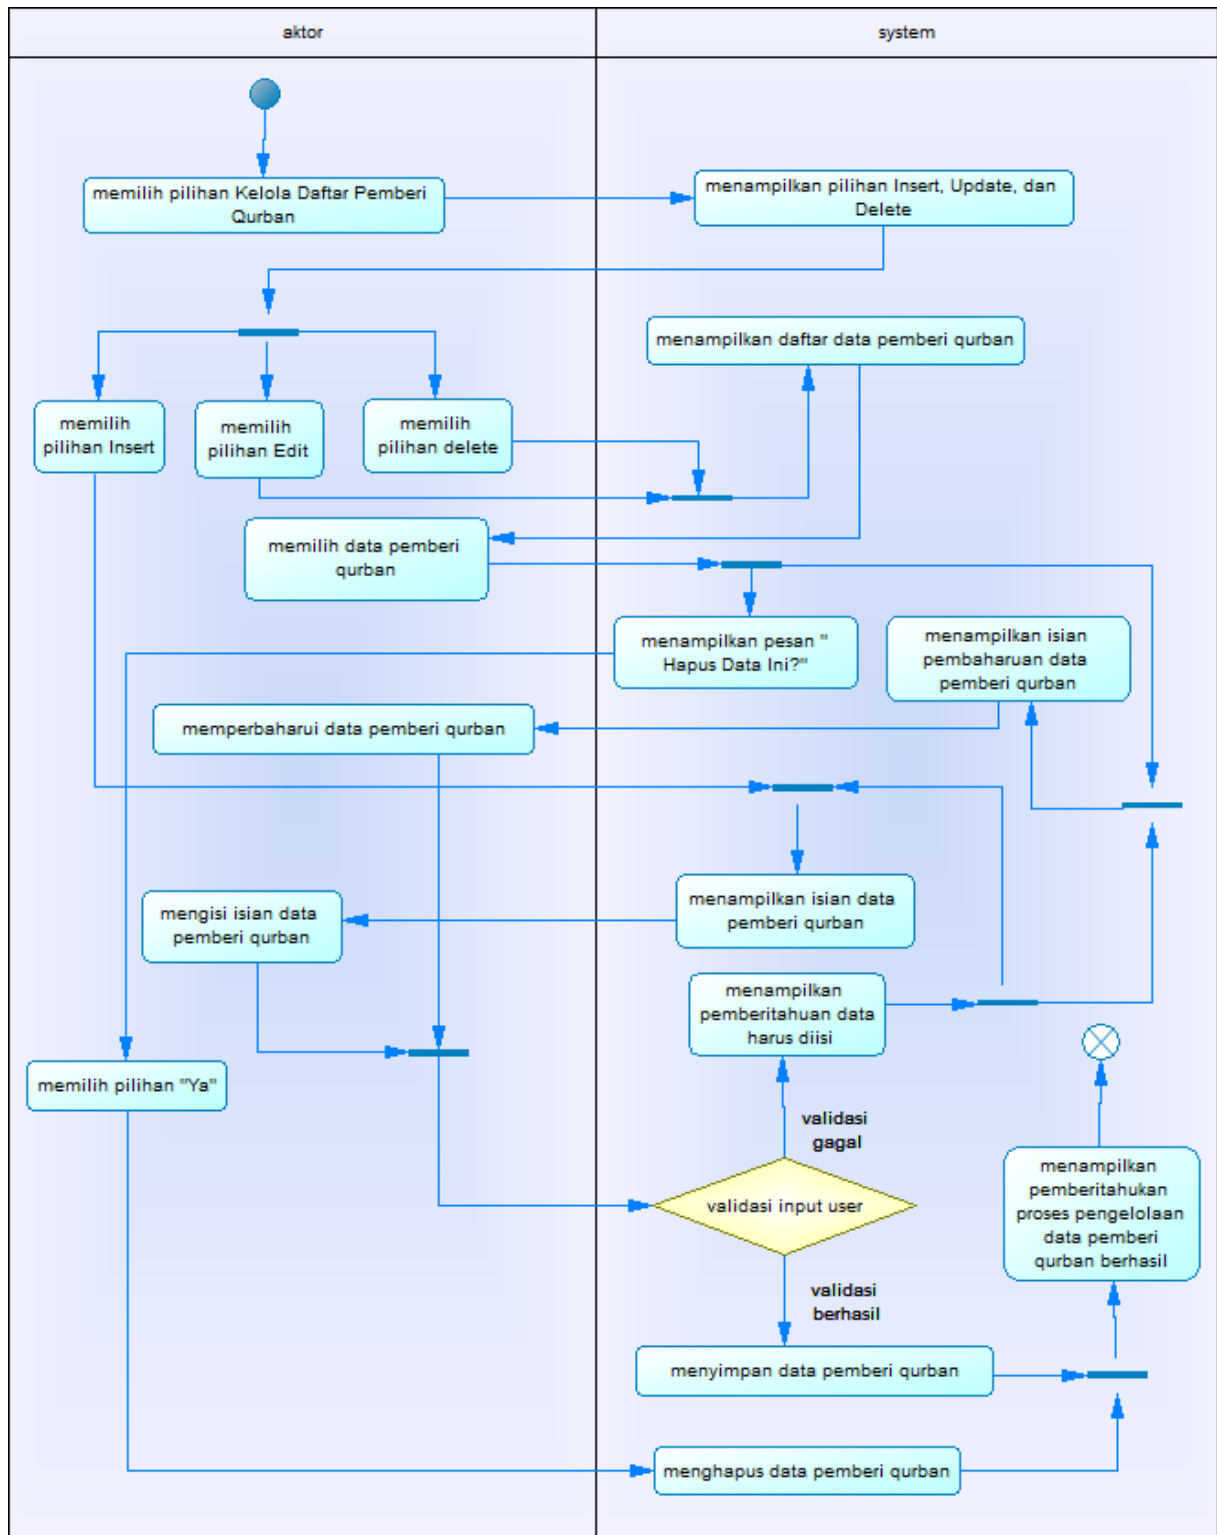 aktor
system
memilih pilihan Kelola Daftar Pemberi
Qurban
menampilkan pilihan Insert, Update, dan
Delete
menampilkan daftar data pemberi qurban
memilih
pilihan Insert
memilih
pilihan Edit
memilih
pilihan delete
memilih data pemberi
qurban
menampilkan pesan "
Hapus Data Ini?"
menampilkan isian
pembaharuan data
pemberi qurban
memperbaharui data pemberi qurban
menampilkan isian data
pemberi qurban
mengisi isian data
pemberi qurban
menampilkan
pemberitahuan data
harus diisi
memilih pilihan "Ya"
validasi
gagal
menampilkan
pemberitahukan
proses pengelolaan
data pemberi
qurban berhasil
validasi input user
validasi
berhasil
menyimpan data pemberi qurban
menghapus data pemberi qurban